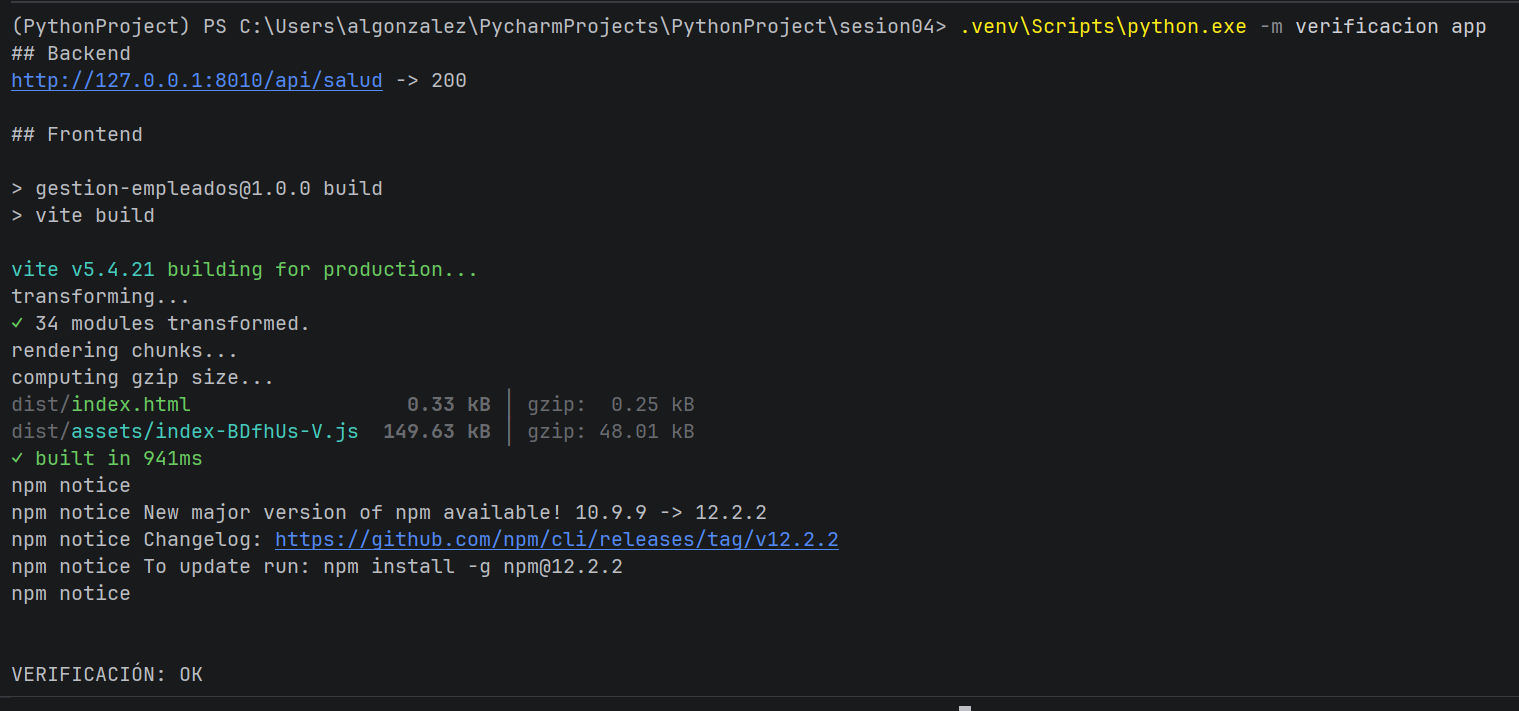 (PythonProject) PS C:\Users\algonzalez\PycharmProjects\PythonProject\sesion04> .venv\Scripts\python.exe -m verificacion app
## Backend
http://127.0.0.1:8010/api/salud -> 200
## Frontend
> gestion-empleados@1.0.0 build
> vite build
vite v5.4.21 building for production...
transforming...
✓ 34 modules transformed.
rendering chunks...
computing gzip size...
dist/index.html                  0.33 kB │ gzip:  0.25 kB
dist/assets/index-BDfhUs-V.js  149.63 kB │ gzip: 48.01 kB
✓ built in 941ms
npm notice
npm notice New major version of npm available! 10.9.9 -> 12.2.2
npm notice Changelog: https://github.com/npm/cli/releases/tag/v12.2.2
npm notice To update run: npm install -g npm@12.2.2
npm notice
VERIFICACIÓN: OK